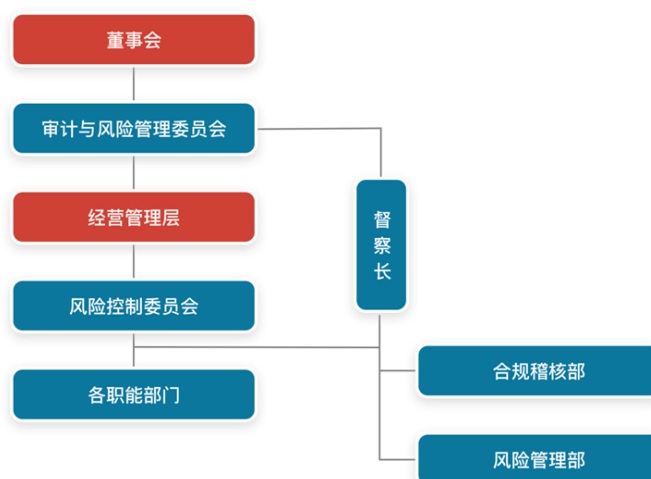 董事会
审计与风险管理委员会
经营管理层
督察长
风险控制委员会
合规稽核部
各职能部门
风险管理部